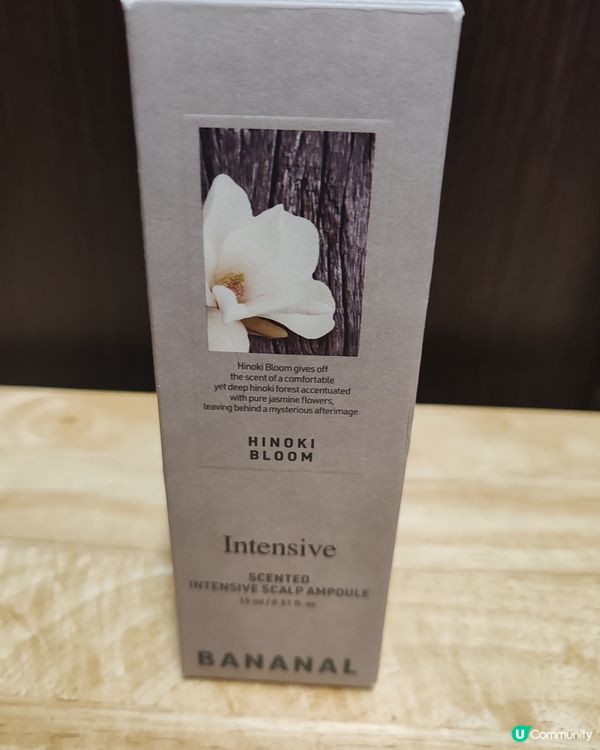 Hinoki Bloom gives off
the scent of a comfortable
yet deep hinoki forest accentuated
with pure jasmine flowers,
leaving behind a mysterious afterimage.
HINOKI
BLOOM
Intensive
SCENTED
INTENSIVE SCALP AMPOULE
15 ml / 0.51 fl. oz
BANANAL
U Community